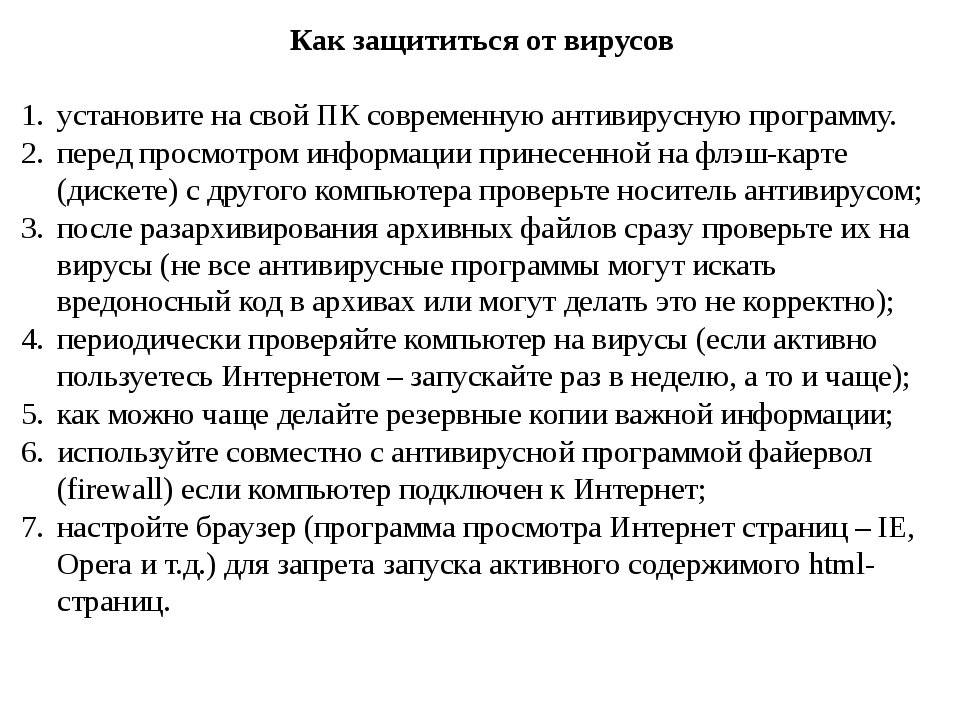 Как защититься от вирусов
1. установите на свой ПК современную антивирусную программу.
2. перед просмотром информации принесенной на флэш-карте
(дискете) с другого компьютера проверьте носитель антивирусом;
3. после разархивирования архивных файлов сразу проверьте их на
вирусы (не все антивирусные программы могут искать
вредоносный код в архивах или могут делать это не корректно);
4. периодически проверяйте компьютер на вирусы (если активно
пользуетесь Интернетом – запускайте раз в неделю, а то и чаще);
5. как можно чаще делайте резервные копии важной информации;
6. используйте совместно с антивирусной программой файервол
(firewall) если компьютер подключен к Интернет;
7. настройте браузер (программа просмотра Интернет страниц – IE,
Opera и т.д.) для запрета запуска активного содержимого html-
страниц.